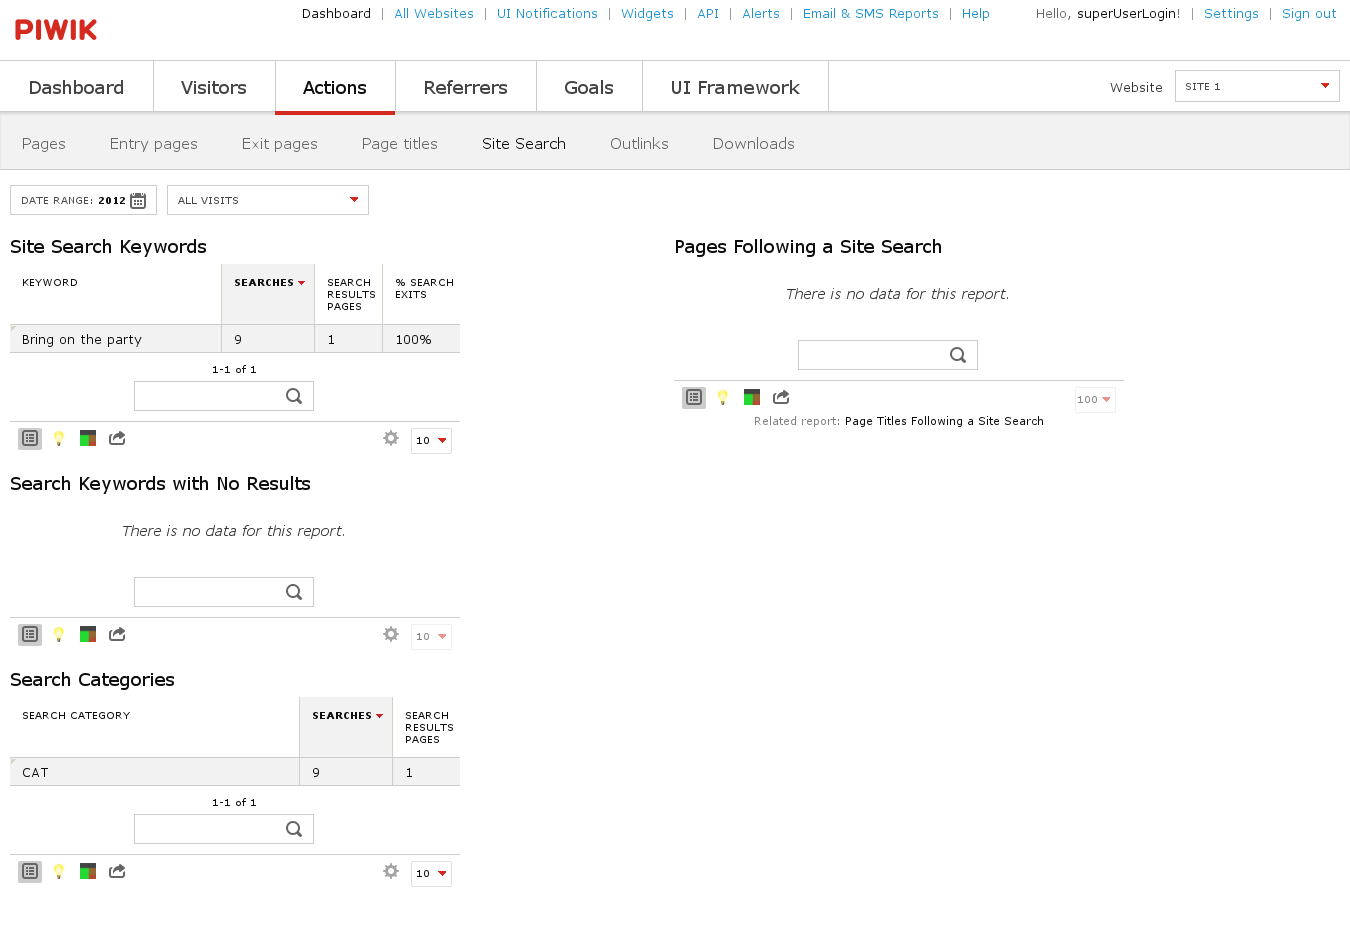 PIWIK
Dashboard | All Websites | UI Notifications | Widgets | API | Alerts | Email & SMS Reports | Help
Hello, superUserLogin! | Settings | Sign out
Dashboard Visitors Actions Referrers Goals UI Framework
Website SITE 1
Pages Entry pages Exit pages Page titles Site Search Outlinks Downloads
DATE RANGE: 2012
ALL VISITS
Site Search Keywords
KEYWORD SEARCHES SEARCH RESULTS PAGES % SEARCH EXITS
Bring on the party 9 1 100%
1-1 of 1
10
Search Keywords with No Results
There is no data for this report.
10
Search Categories
SEARCH CATEGORY SEARCHES SEARCH RESULTS PAGES
CAT 9 1
1-1 of 1
10
Pages Following a Site Search
There is no data for this report.
100
Related report: Page Titles Following a Site Search